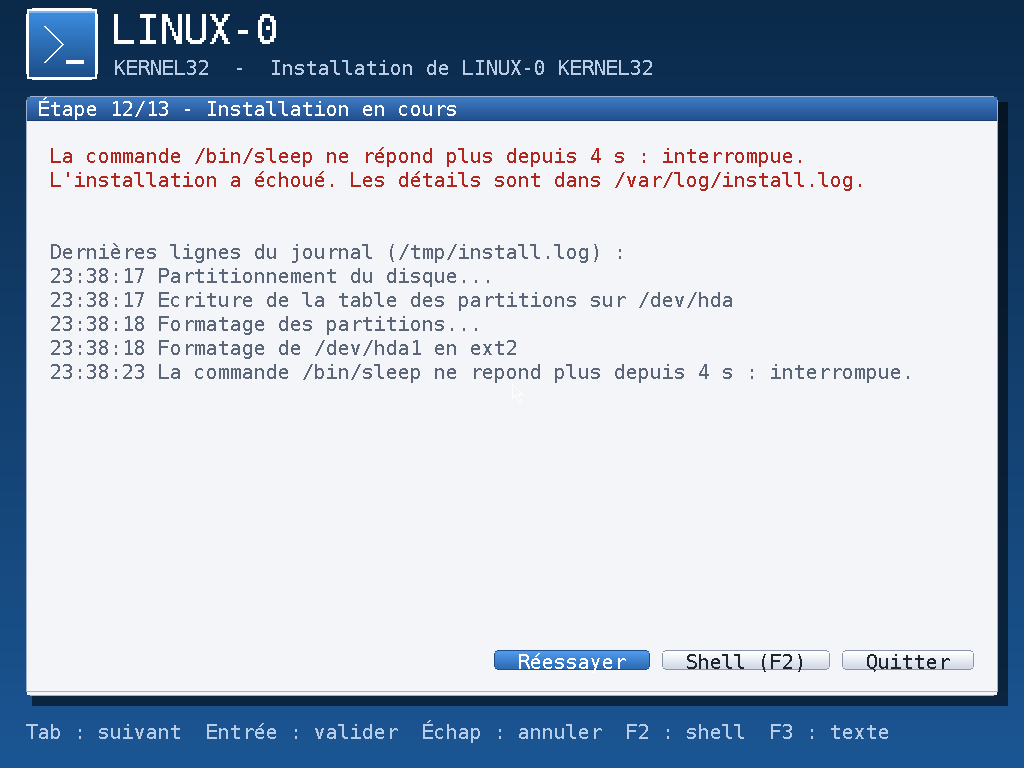 LINUX-0
KERNEL32  -  Installation de LINUX-0 KERNEL32
Étape 12/13 - Installation en cours
La commande /bin/sleep ne répond plus depuis 4 s : interrompue.
L'installation a échoué. Les détails sont dans /var/log/install.log.
Dernières lignes du journal (/tmp/install.log) :
23:38:17 Partitionnement du disque...
23:38:17 Ecriture de la table des partitions sur /dev/hda
23:38:18 Formatage des partitions...
23:38:18 Formatage de /dev/hda1 en ext2
23:38:23 La commande /bin/sleep ne repond plus depuis 4 s : interrompue.
Réessayer  Shell (F2)  Quitter
Tab : suivant  Entrée : valider  Échap : annuler  F2 : shell  F3 : texte